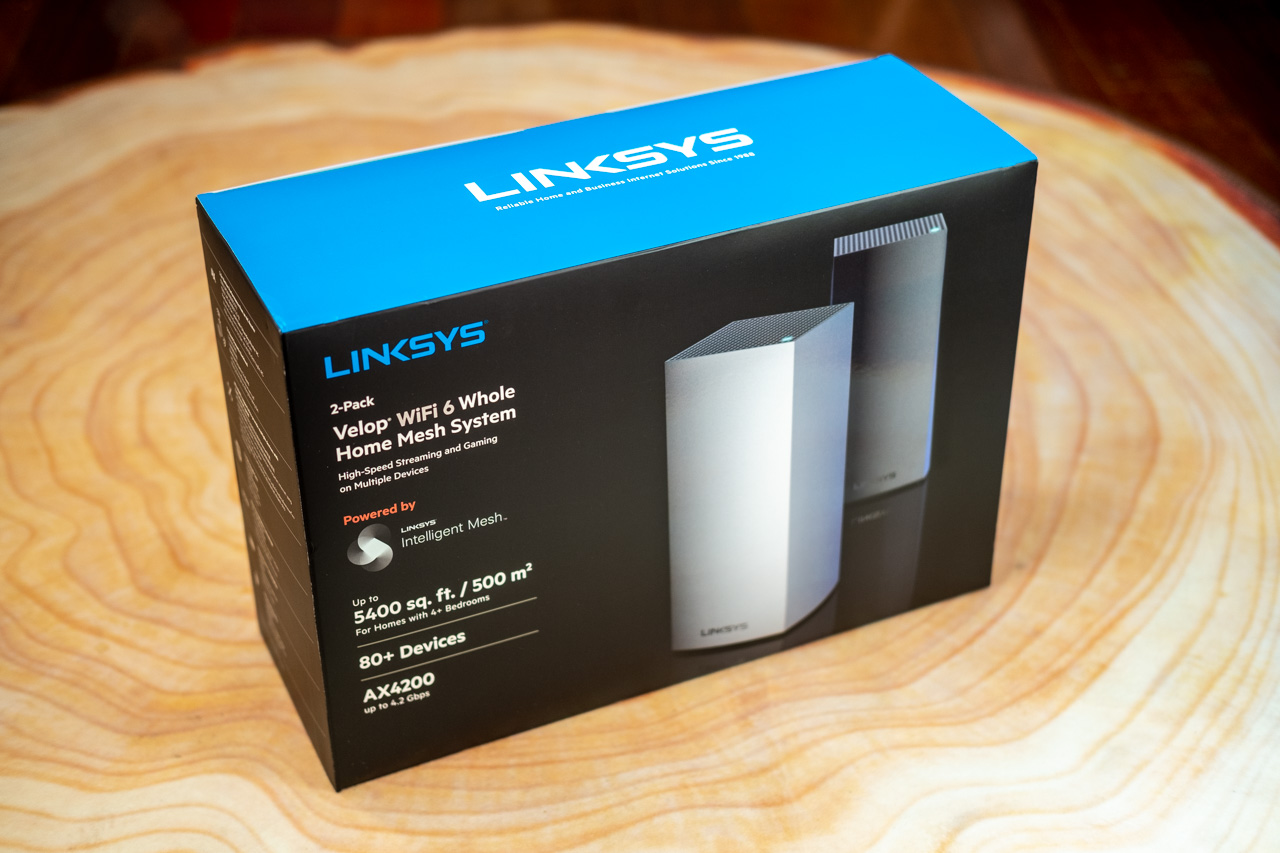 LINKSYS
Reliable Home and Business Internet Solutions Since 1988
LINKSYS
2-Pack
Velop® WiFi 6 Whole
Home Mesh System
High-Speed Streaming and Gaming
on Multiple Devices
Powered by
LINKSYS
Intelligent Mesh™
Up to
5400 sq. ft. / 500 m²
For Homes with 4+ Bedrooms
80+ Devices
AX4200
up to 4.2 Gbps
LINKSYS
LINKSYS